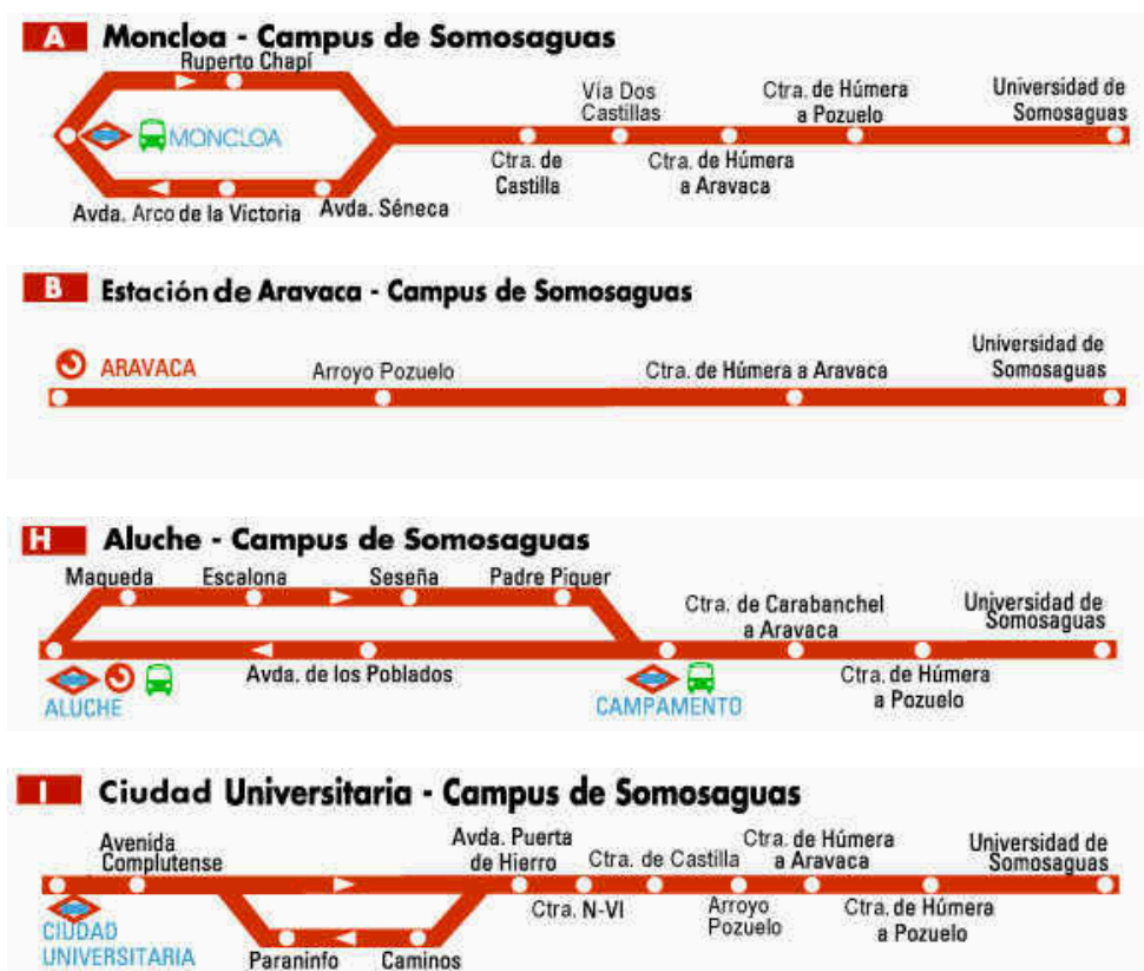 A Moncloa - Campus de Somosaguas
Ruperto Chapí
MONCLOA
Avda. Arco de la Victoria
Avda. Séneca
Ctra. de
Castilla
Vía Dos
Castillas
Ctra. de Húmera
a Aravaca
Ctra. de Húmera
a Pozuelo
Universidad de
Somosaguas
B Estación de Aravaca - Campus de Somosaguas
ARAVACA
Arroyo Pozuelo
Ctra. de Húmera a Aravaca
Universidad de
Somosaguas
H Aluche - Campus de Somosaguas
Maqueda
Escalona
Seseña
Padre Piquer
ALUCHE
Avda. de los Poblados
CAMPAMENTO
Ctra. de Carabanchel
a Aravaca
Ctra. de Húmera
a Pozuelo
Universidad de
Somosaguas
I Ciudad Universitaria - Campus de Somosaguas
CIUDAD
UNIVERSITARIA
Avenida
Complutense
Paraninfo
Caminos
Avda. Puerta
de Hierro
Ctra. N-VI
Ctra. de Castilla
Arroyo
Pozuelo
Ctra. de Húmera
a Aravaca
Ctra. de Húmera
a Pozuelo
Universidad de
Somosaguas